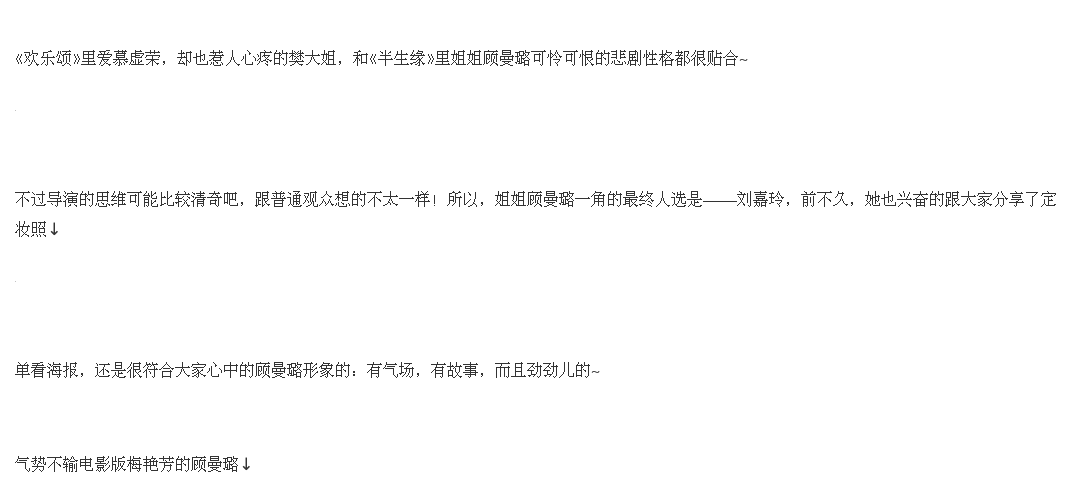 《欢乐颂》里爱慕虚荣，却也惹人心疼的樊大姐，和《半生缘》里姐姐顾曼璐可怜可恨的悲剧性格都很贴合~
不过导演的思维可能比较清奇吧，跟普通观众想的不太一样！所以，姐姐顾曼璐一角的最终人选是——刘嘉玲，前不久，她也兴奋的跟大家分享了定
妆照↓
单看海报，还是很符合大家心中的顾曼璐形象的：有气场，有故事，而且劲劲儿的~
气势不输电影版梅艳芳的顾曼璐↓